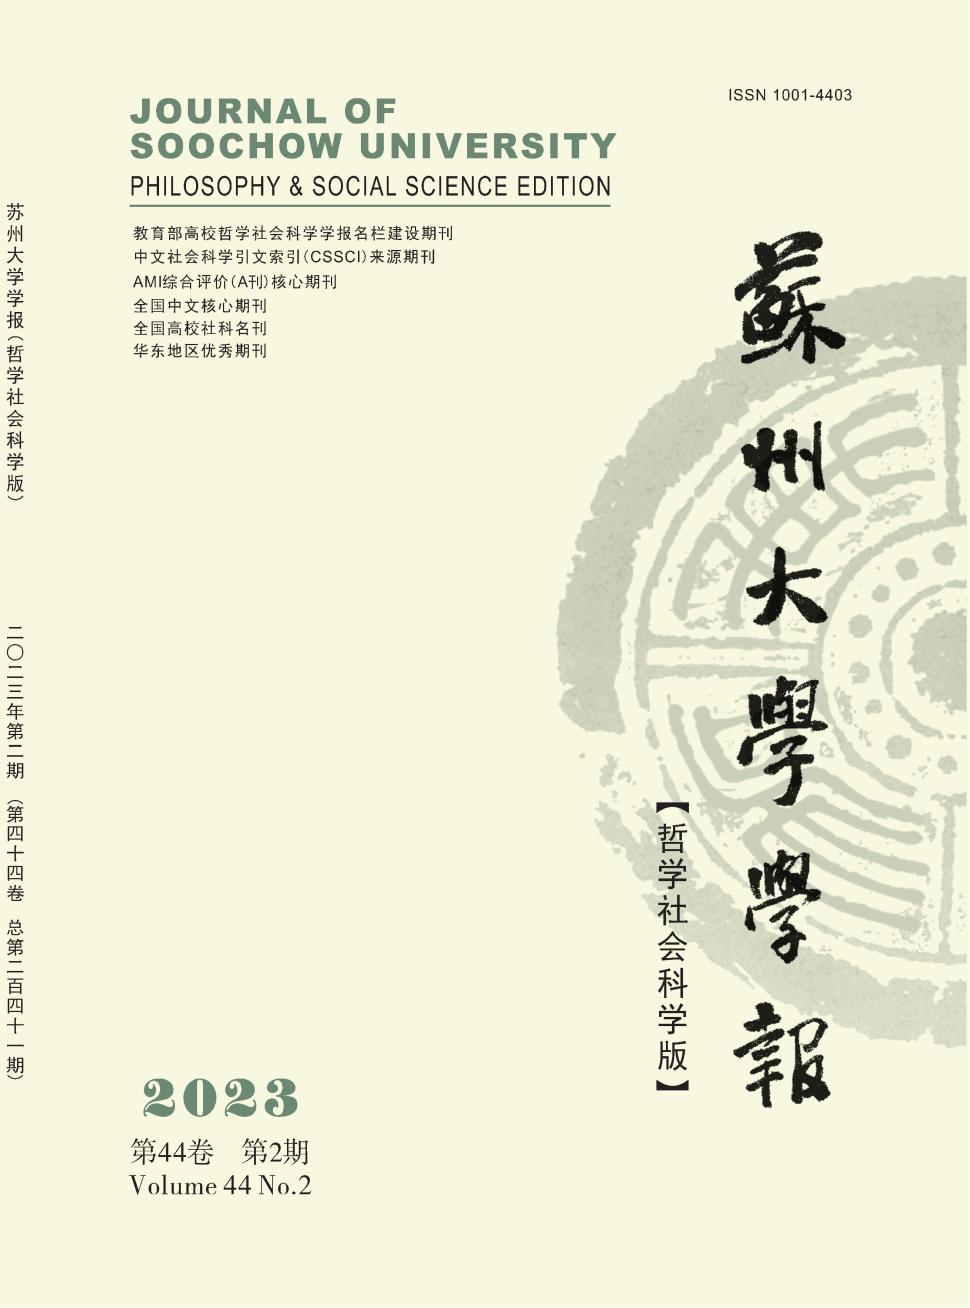 ISSN 1001-4403
JOURNAL OF
SOOCHOW UNIVERSITY
PHILOSOPHY & SOCIAL SCIENCE EDITION
教育部高校哲学社会科学学报名栏建设期刊
中文社会科学引文索引(CSSCI)来源期刊
AMI综合评价(A刊)核心期刊
全国中文核心期刊
全国高校社科名刊
华东地区优秀期刊
蘇州大學學報
【哲学社会科学版】
2023
第44卷 第2期
Volume 44 No.2
苏州大学学报(哲学社会科学版)
二〇二三年第二期 (第四十四卷 总第二百四十一期)